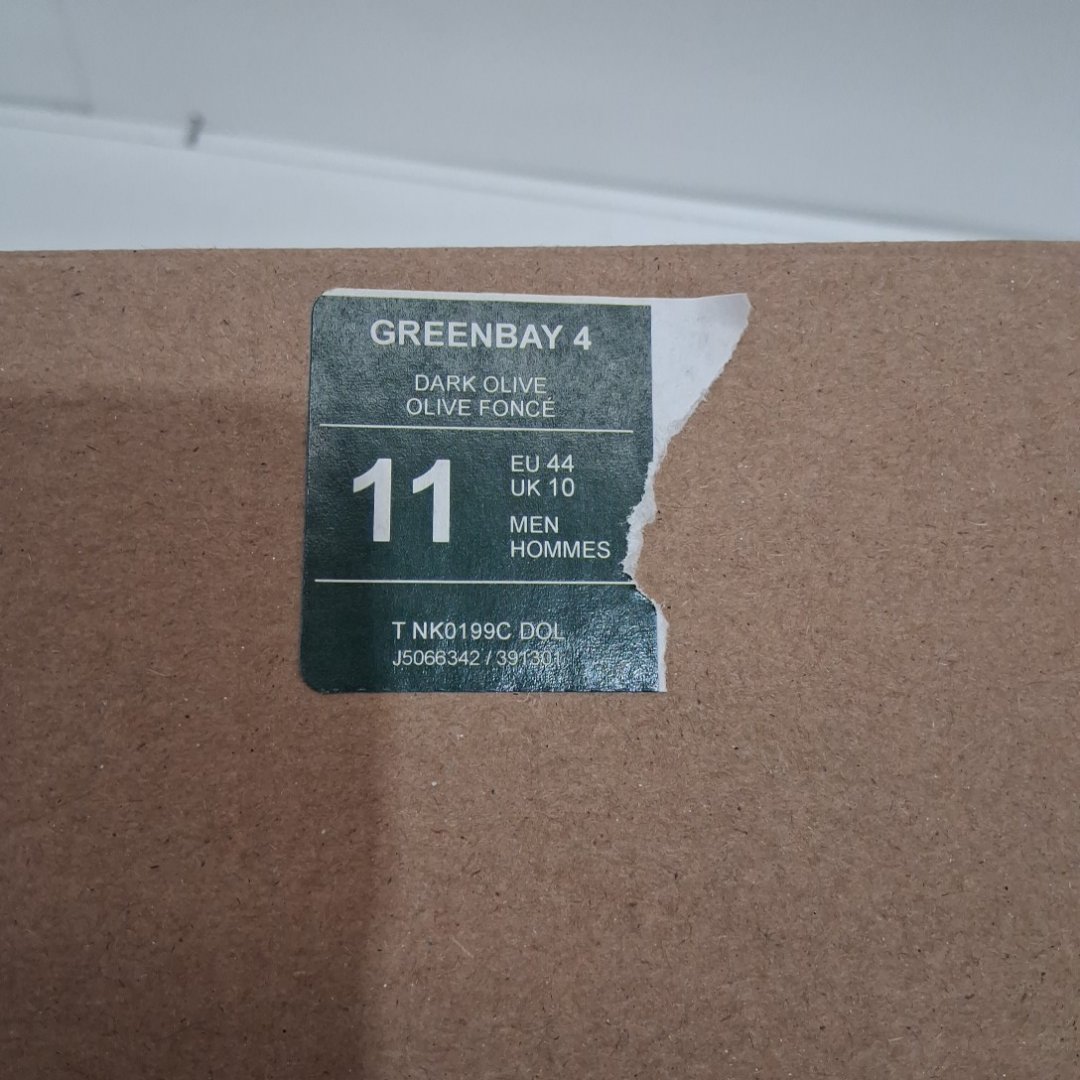 GREENBAY 4
DARK OLIVE
OLIVE FONCÉ
11
EU 44
UK 10
MEN
HOMMES
T NK0199C DOL
J5066342 / 391301